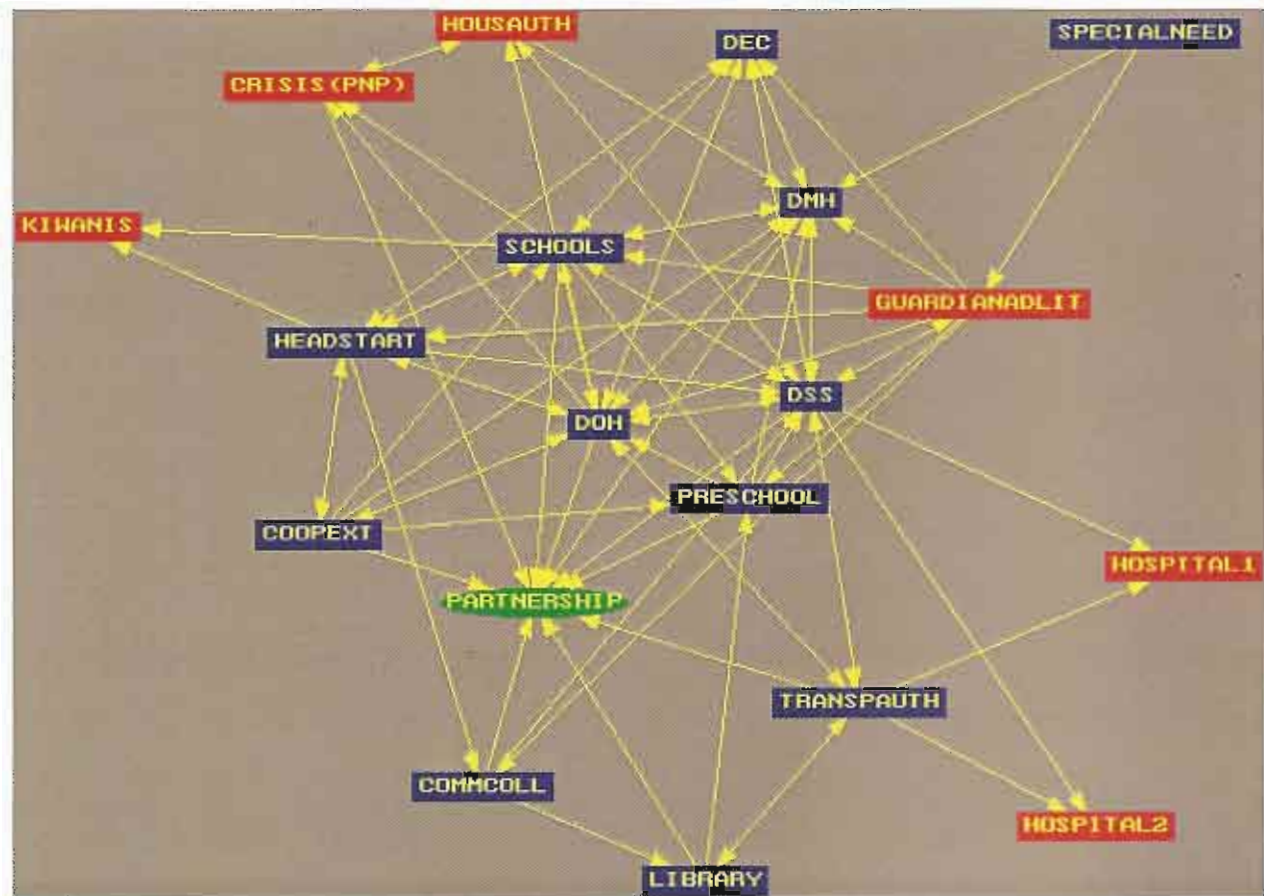 HOUSAUTH
DEC
SPECIALNEED
CRISIS(PNP)
DMH
KIWANIS
SCHOOLS
GUARDIANADLIT
HEADSTART
DSS
DOH
PRESCHOOL
COOPEXT
HOSPITAL1
PARTNERSHIP
TRANSPAUTH
COMMCOLL
HOSPITAL2
LIBRARY